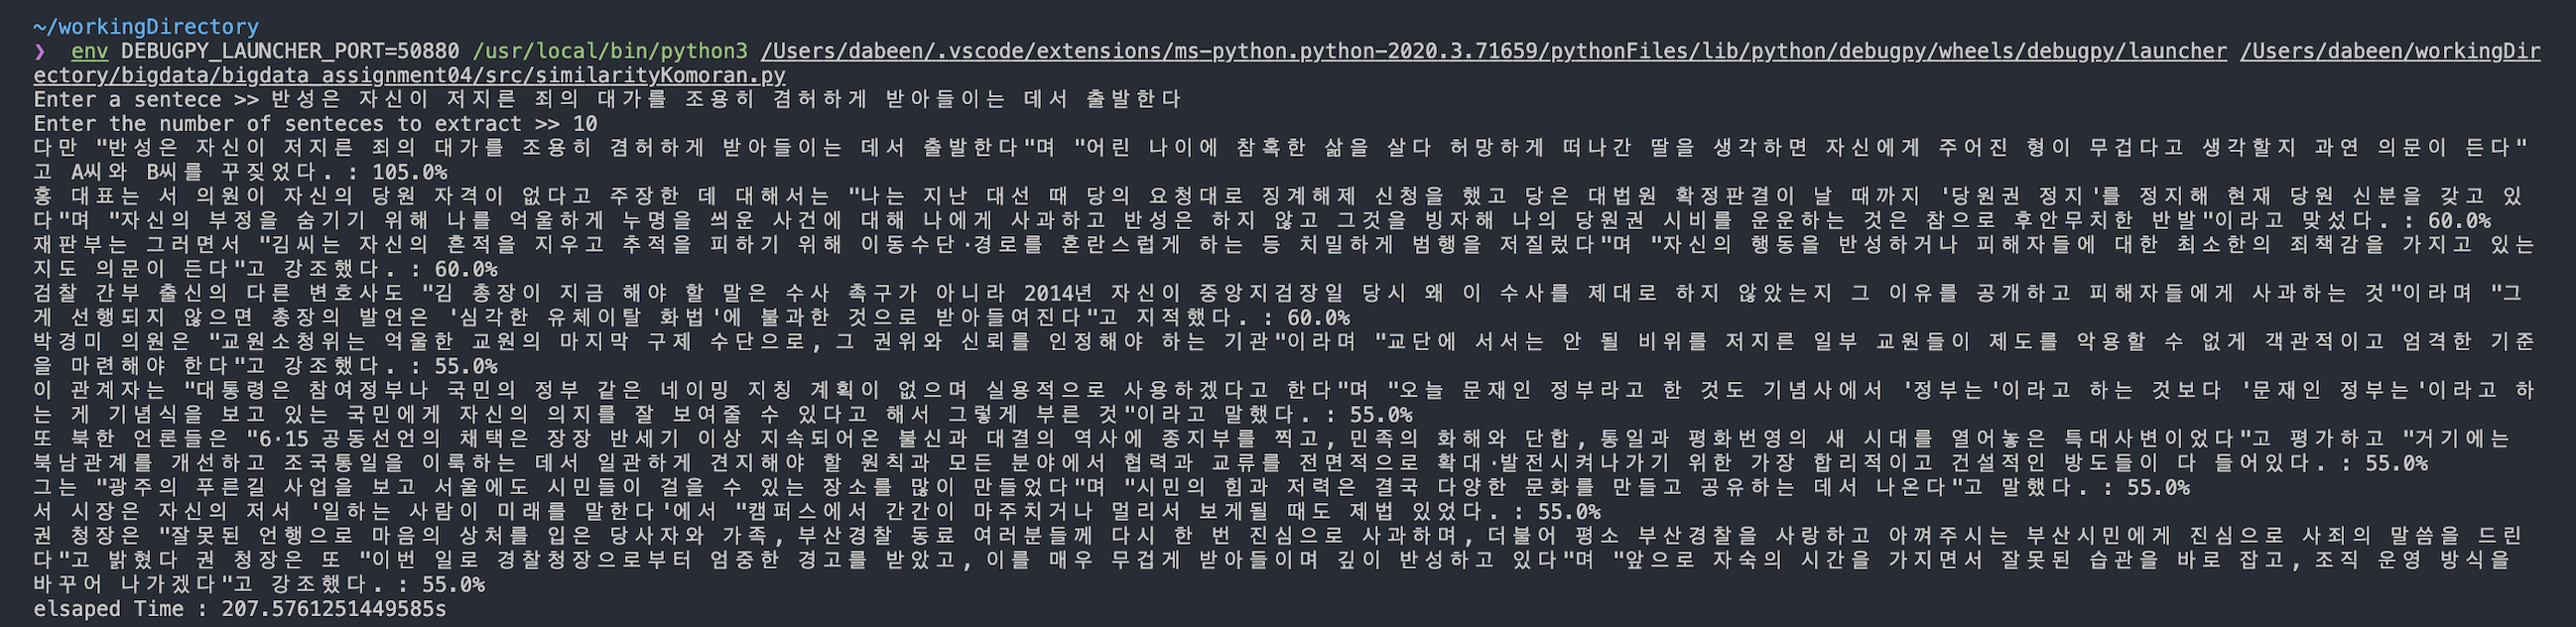 ~/workingDirectory
❯ env DEBUGPY_LAUNCHER_PORT=50880 /usr/local/bin/python3 /Users/dabeen/.vscode/extensions/ms-python.python-2020.3.71659/pythonFiles/lib/python/debugpy/wheels/debugpy/launcher /Users/dabeen/workingDir
ectory/bigdata/bigdata_assignment04/src/similarityKomoran.py
Enter a sentece >> 반성은 자신이 저지른 죄의 대가를 조용히 겸허하게 받아들이는 데서 출발한다
Enter the number of senteces to extract >> 10
다만 "반성은 자신이 저지른 죄의 대가를 조용히 겸허하게 받아들이는 데서 출발한다"며 "어린 나이에 참혹한 삶을 살다 허망하게 떠나간 딸을 생각하면 자신에게 주어진 형이 무겁다고 생각할지 과연 의문이 든다"
고 A씨와 B씨를 꾸짖었다. : 105.0%
홍 대표는 서 의원이 자신의 당원 자격이 없다고 주장한 데 대해서는 "나는 지난 대선 때 당의 요청대로 징계해제 신청을 했고 당은 대법원 확정판결이 날 때까지 '당원권 정지'를 정지해 현재 당원 신분을 갖고 있
다"며 "자신의 부정을 숨기기 위해 나를 억울하게 누명을 씌운 사건에 대해 나에게 사과하고 반성은 하지 않고 그것을 빙자해 나의 당원권 시비를 운운하는 것은 참으로 후안무치한 반발"이라고 맞섰다. : 60.0%
재판부는 그러면서 "김씨는 자신의 흔적을 지우고 추적을 피하기 위해 이동수단·경로를 혼란스럽게 하는 등 치밀하게 범행을 저질렀다"며 "자신의 행동을 반성하거나 피해자들에 대한 최소한의 죄책감을 가지고 있는
지도 의문이 든다"고 강조했다. : 60.0%
검찰 간부 출신의 다른 변호사도 "김 총장이 지금 해야 할 말은 수사 촉구가 아니라 2014년 자신이 중앙지검장일 당시 왜 이 수사를 제대로 하지 않았는지 그 이유를 공개하고 피해자들에게 사과하는 것"이라며 "그
게 선행되지 않으면 총장의 발언은 '심각한 유체이탈 화법'에 불과한 것으로 받아들여진다"고 지적했다. : 60.0%
박경미 의원은 "교원소청위는 억울한 교원의 마지막 구제 수단으로, 그 권위와 신뢰를 인정해야 하는 기관"이라며 "교단에 서서는 안 될 비위를 저지른 일부 교원들이 제도를 악용할 수 없게 객관적이고 엄격한 기준
을 마련해야 한다"고 강조했다. : 55.0%
이 관계자는 "대통령은 참여정부나 국민의 정부 같은 네이밍 지칭 계획이 없으며 실용적으로 사용하겠다고 한다"며 "오늘 문재인 정부라고 한 것도 기념사에서 '정부는'이라고 하는 것보다 '문재인 정부는'이라고 하
는 게 기념식을 보고 있는 국민에게 자신의 의지를 잘 보여줄 수 있다고 해서 그렇게 부른 것"이라고 말했다. : 55.0%
또 북한 언론들은 "6·15 공동선언의 채택은 장장 반세기 이상 지속되어온 불신과 대결의 역사에 종지부를 찍고, 민족의 화해와 단합, 통일과 평화번영의 새 시대를 열어놓은 특대사변이었다"고 평가하고 "거기에는
북남관계를 개선하고 조국통일을 이룩하는 데서 일관하게 견지해야 할 원칙과 모든 분야에서 협력과 교류를 전면적으로 확대·발전시켜나가기 위한 가장 합리적이고 건설적인 방도들이 다 들어있다. : 55.0%
그는 "광주의 푸른길 사업을 보고 서울에도 시민들이 걸을 수 있는 장소를 많이 만들었다"며 "시민의 힘과 저력은 결국 다양한 문화를 만들고 공유하는 데서 나온다"고 말했다. : 55.0%
서 시장은 자신의 저서 '일하는 사람이 미래를 말한다'에서 "캠퍼스에서 간간이 마주치거나 멀리서 보게될 때도 제법 있었다. : 55.0%
권 청장은 "잘못된 언행으로 마음의 상처를 입은 당사자와 가족, 부산경찰 동료 여러분들께 다시 한 번 진심으로 사과하며, 더불어 평소 부산경찰을 사랑하고 아껴주시는 부산시민에게 진심으로 사죄의 말씀을 드린
다"고 밝혔다 권 청장은 또 "이번 일로 경찰청장으로부터 엄중한 경고를 받았고, 이를 매우 무겁게 받아들이며 깊이 반성하고 있다"며 "앞으로 자숙의 시간을 가지면서 잘못된 습관을 바로 잡고, 조직 운영 방식을
바꾸어 나가겠다"고 강조했다. : 55.0%
elsaped Time : 207.5761251449585s